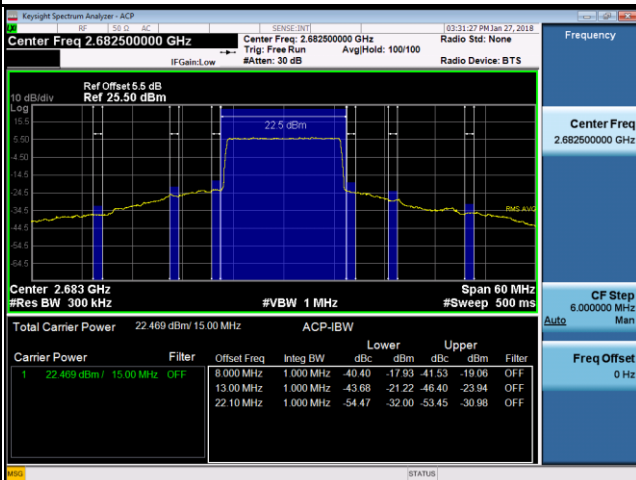 Keysight Spectrum Analyzer - ACP
RF 50 Ω AC SENSE:INT 03:31:27 PM Jan 27, 2018
Center Freq 2.682500000 GHz
Center Freq: 2.682500000 GHz Radio Std: None
Trig: Free Run Avg|Hold: 100/100
IFGain:Low #Atten: 30 dB Radio Device: BTS
Frequency
Ref Offset 5.5 dB
10 dB/div Ref 25.50 dBm
Log
15.5
5.50
-4.50
-14.5
-24.5
-34.5
-44.5
-54.5
-64.5
22.5 dBm
RMS AVG
Center 2.683 GHz Span 60 MHz
#Res BW 300 kHz #VBW 1 MHz #Sweep 500 ms
Total Carrier Power 22.469 dBm/ 15.00 MHz ACP-IBW
Lower Upper
Carrier Power Filter Offset Freq Integ BW dBc dBm dBc dBm Filter
1 22.469 dBm / 15.00 MHz OFF 8.000 MHz 1.000 MHz -40.40 -17.93 -41.53 -19.06 OFF
13.00 MHz 1.000 MHz -43.68 -21.22 -46.40 -23.94 OFF
22.10 MHz 1.000 MHz -54.47 -32.00 -53.45 -30.98 OFF
Center Freq
2.682500000 GHz
CF Step
6.000000 MHz
Auto Man
Freq Offset
0 Hz
MSG STATUS